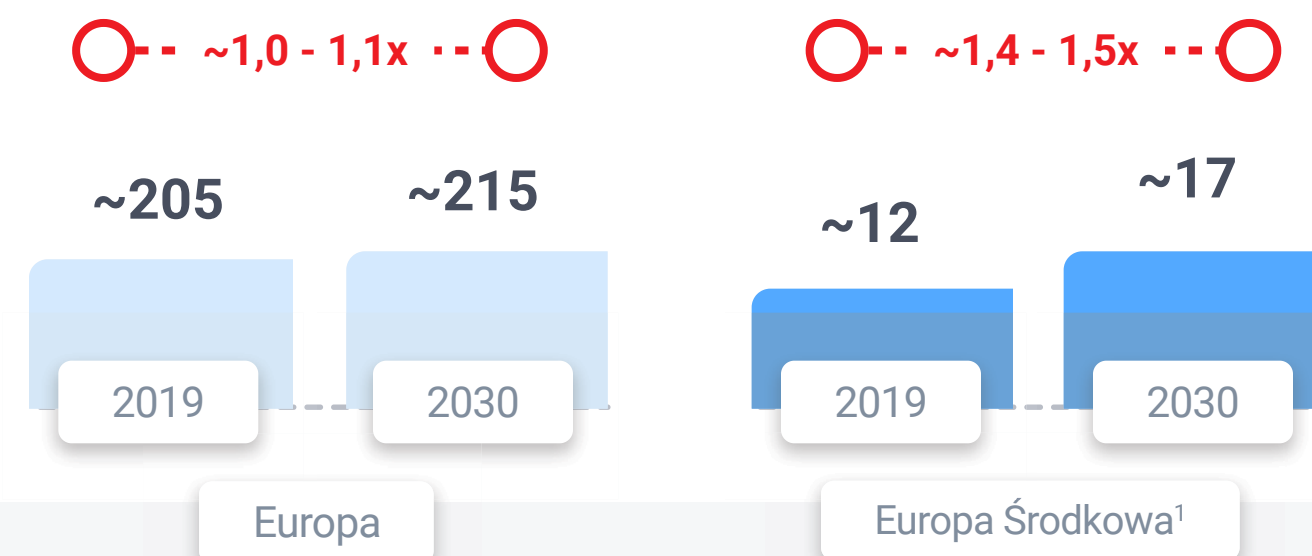 ~1,0 - 1,1x
~1,4 - 1,5x
~205
~215
~12
~17
2019
2030
2019
2030
Europa
Europa Środkowa¹